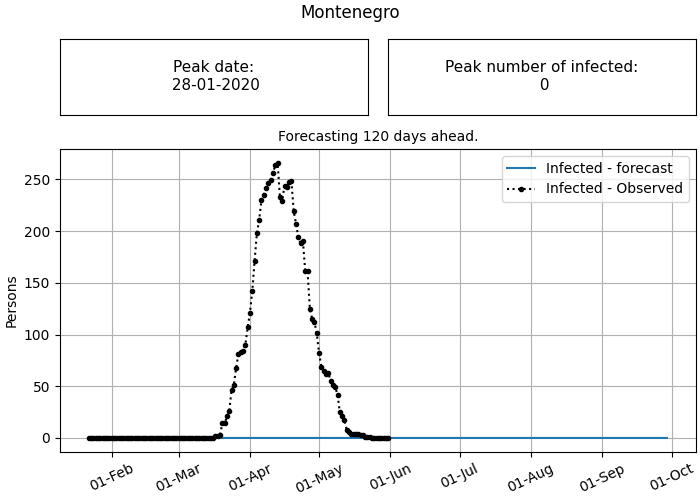 Montenegro
Peak date:
28-01-2020
Peak number of infected:
0
Forecasting 120 days ahead.
Infected - forecast
Infected - Observed
Persons
250
200
150
100
50
0
01-Feb
01-Mar
01-Apr
01-May
01-Jun
01-Jul
01-Aug
01-Sep
01-Oct